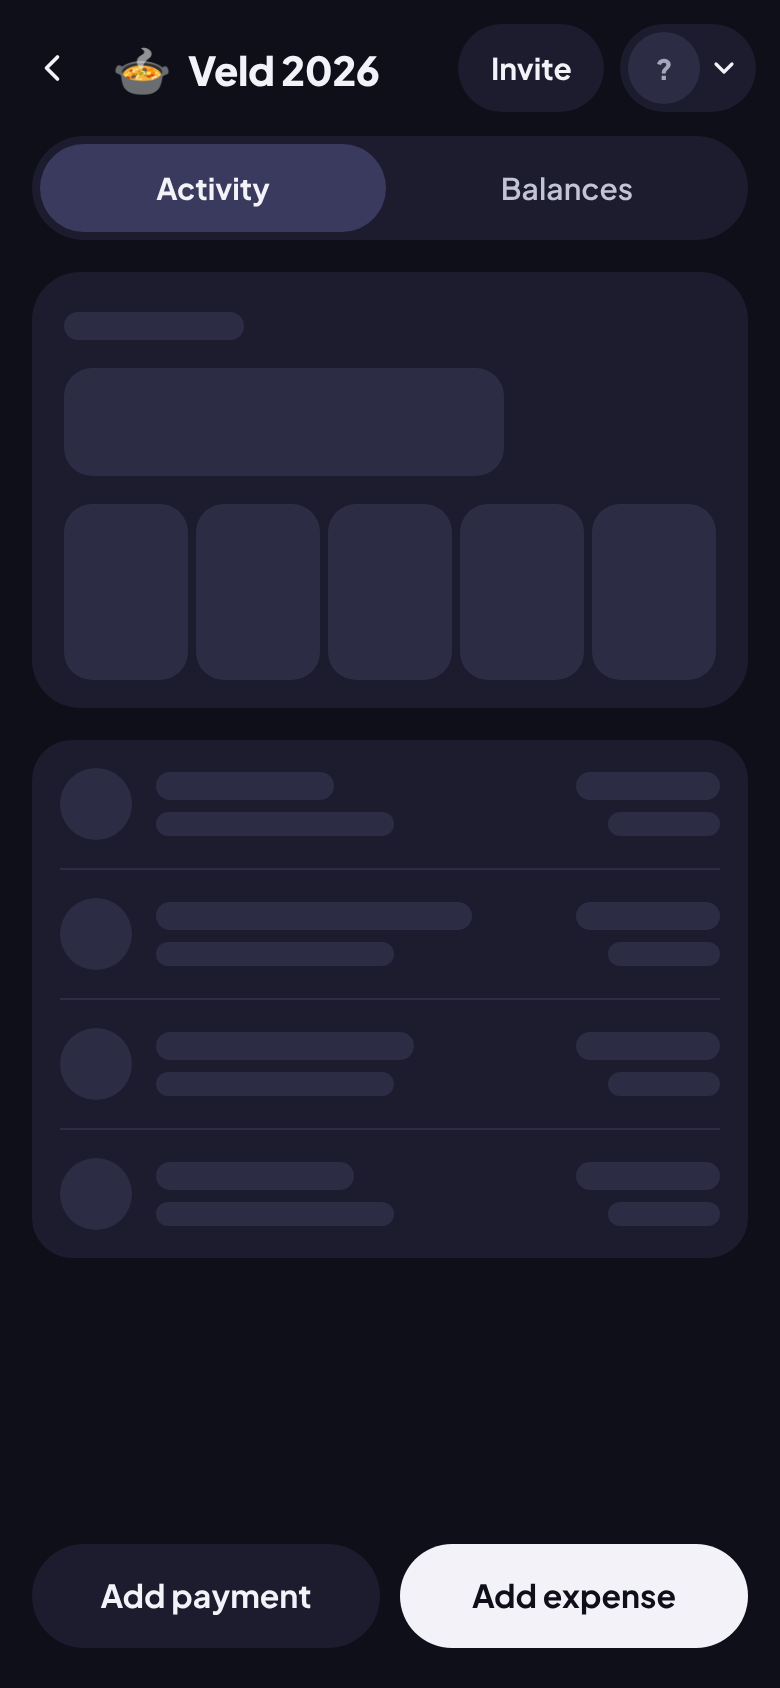 Veld 2026
Invite
?
Activity
Balances
Add payment
Add expense